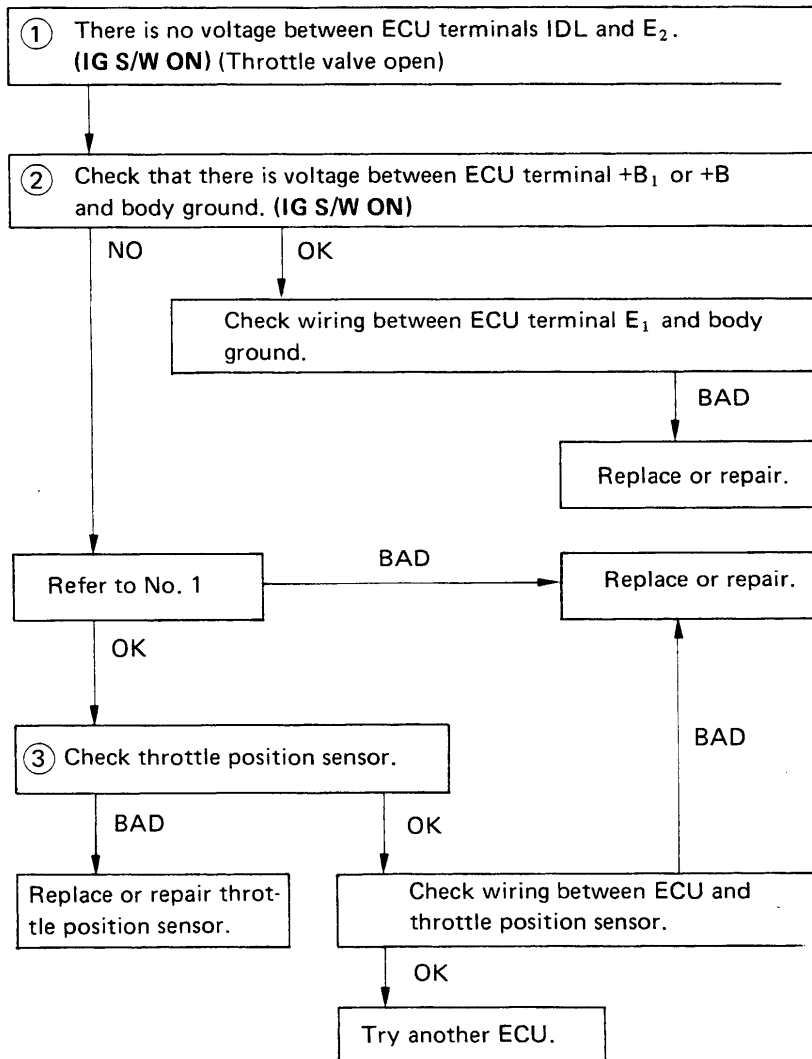 ① There is no voltage between ECU terminals IDL and E₂.
(IG S/W ON) (Throttle valve open)
② Check that there is voltage between ECU terminal +B₁ or +B
and body ground. (IG S/W ON)
NO
OK
Check wiring between ECU terminal E₁ and body
ground.
BAD
Replace or repair.
Refer to No. 1
BAD
Replace or repair.
OK
BAD
③ Check throttle position sensor.
BAD
OK
Replace or repair throt-
tle position sensor.
Check wiring between ECU and
throttle position sensor.
OK
Try another ECU.